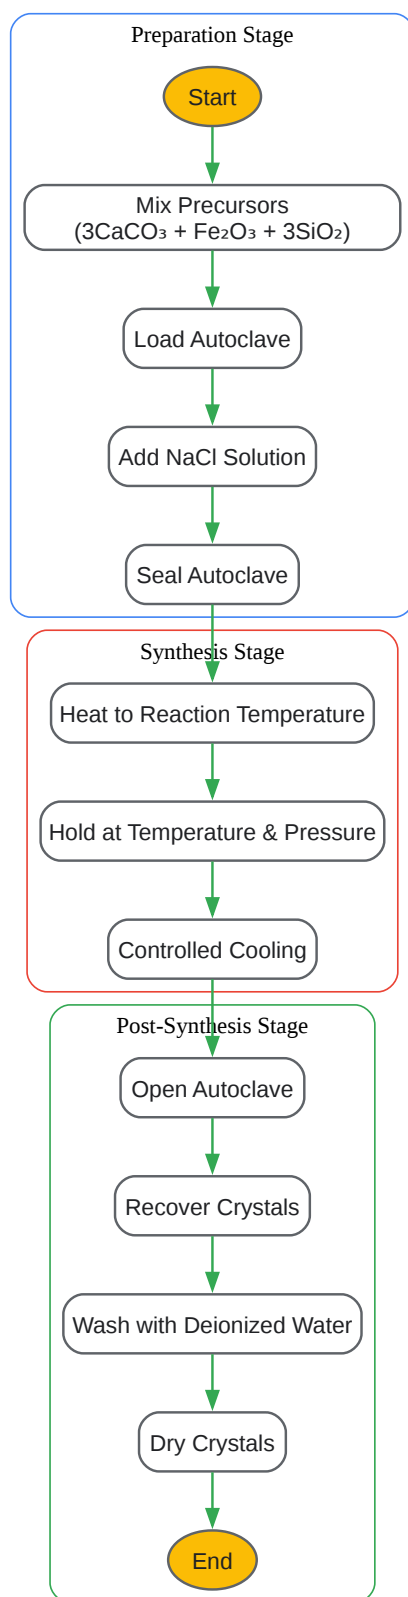 Preparation Stage
Start
Mix Precursors
(3CaCO₃ + Fe₂O₃ + 3SiO₂)
Load Autoclave
Add NaCl Solution
Seal Autoclave
Synthesis Stage
Heat to Reaction Temperature
Hold at Temperature & Pressure
Controlled Cooling
Post-Synthesis Stage
Open Autoclave
Recover Crystals
Wash with Deionized Water
Dry Crystals
End